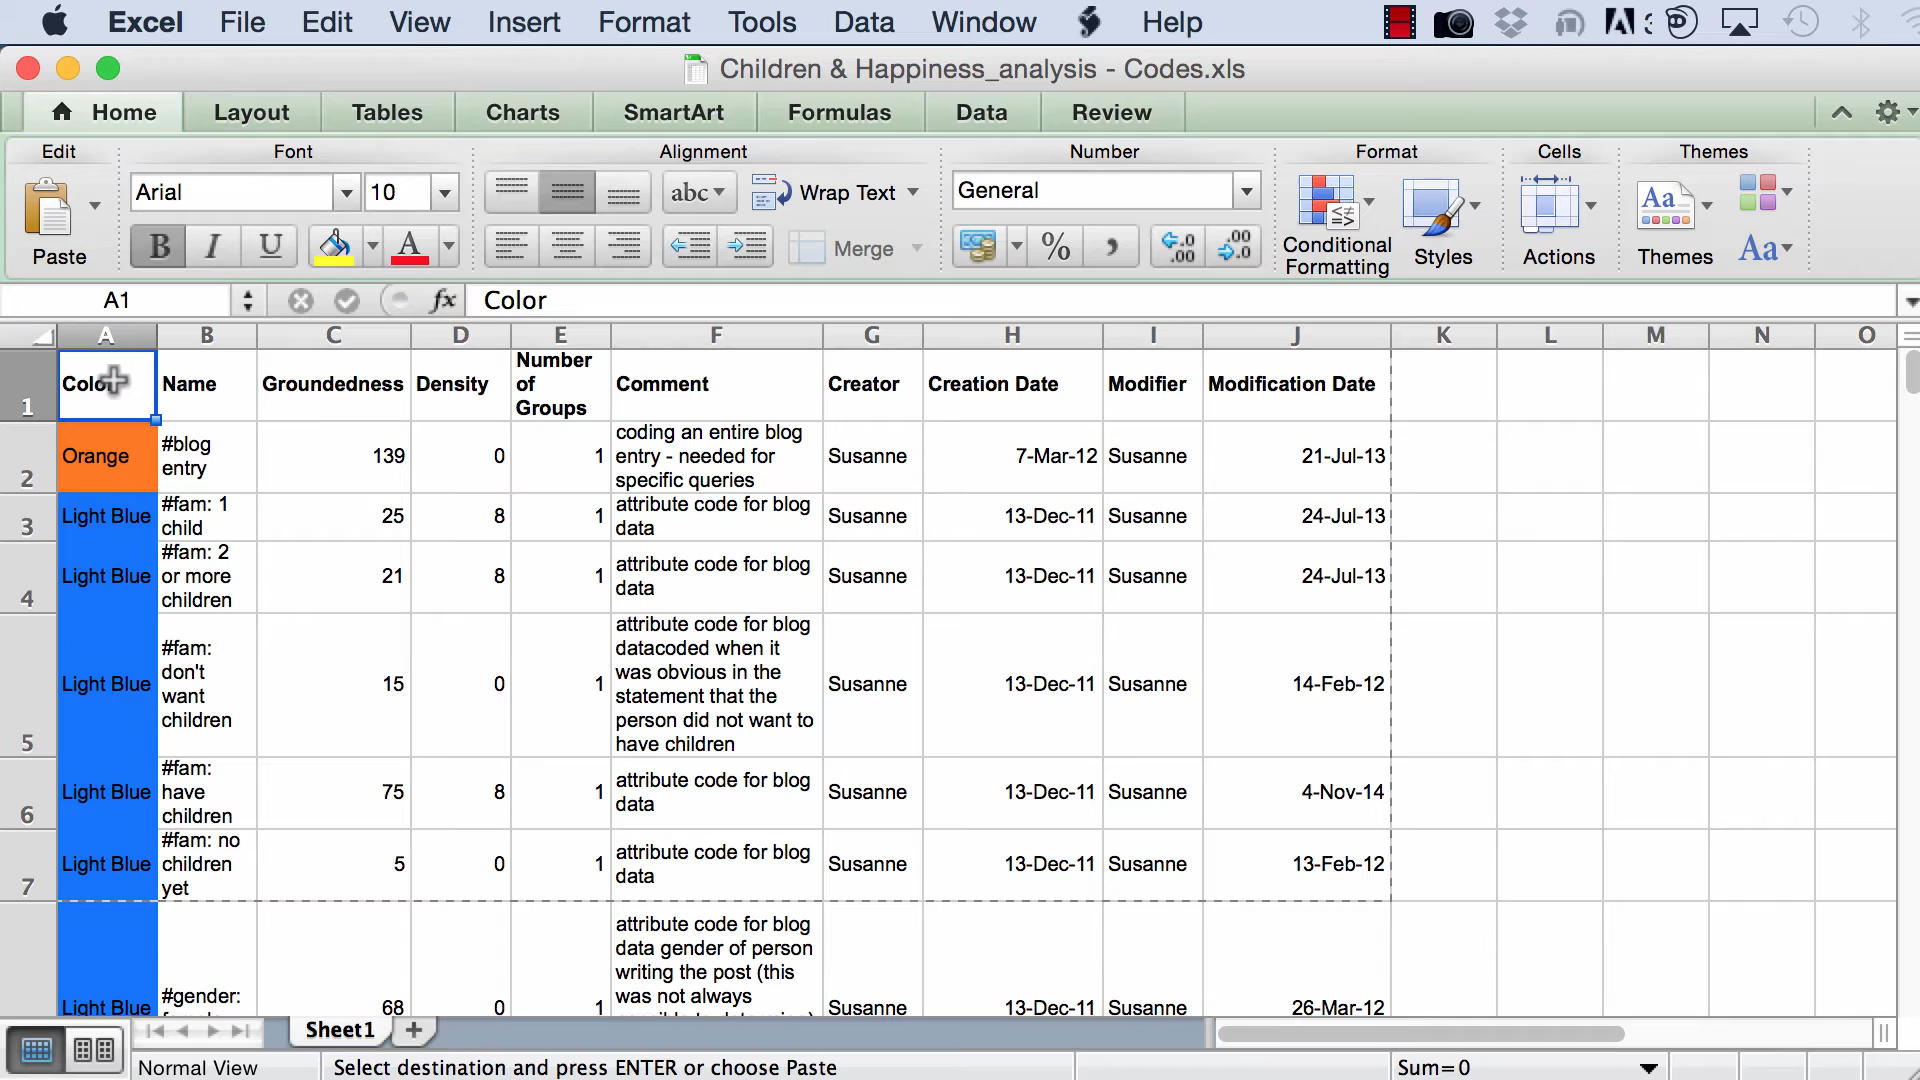 Excel File Edit View Insert Format Tools Data Window Help
Children & Happiness_analysis - Codes.xls
Home Layout Tables Charts SmartArt Formulas Data Review
Edit Font Alignment Number Format Cells Themes
Arial 10 abc Wrap Text General
Paste B I U A Merge % Conditional Formatting Styles Actions Aa Themes Aa
A1 fx Color
A B C D E F G H I J K L M N O
1 Name Groundedness Density Number of Groups Comment Creator Creation Date Modifier Modification Date
2 Orange #blog entry 139 0 1 coding an entire blog entry - needed for specific queries Susanne 7-Mar-12 Susanne 21-Jul-13
3 Light Blue #fam: 1 child 25 8 1 attribute code for blog data Susanne 13-Dec-11 Susanne 24-Jul-13
4 Light Blue #fam: 2 or more children 21 8 1 attribute code for blog data Susanne 13-Dec-11 Susanne 24-Jul-13
5 Light Blue #fam: don't want children 15 0 1 attribute code for blog datacoded when it was obvious in the statement that the person did not want to have children Susanne 13-Dec-11 Susanne 14-Feb-12
6 Light Blue #fam: have children 75 8 1 attribute code for blog data Susanne 13-Dec-11 Susanne 4-Nov-14
7 Light Blue #fam: no children yet 5 0 1 attribute code for blog data Susanne 13-Dec-11 Susanne 13-Feb-12
Light Blue #gender: 68 0 1 attribute code for blog data gender of person writing the post (this was not always Susanne 13-Dec-11 Susanne 26-Mar-12
Sheet1
Normal View Select destination and press ENTER or choose Paste Sum=0